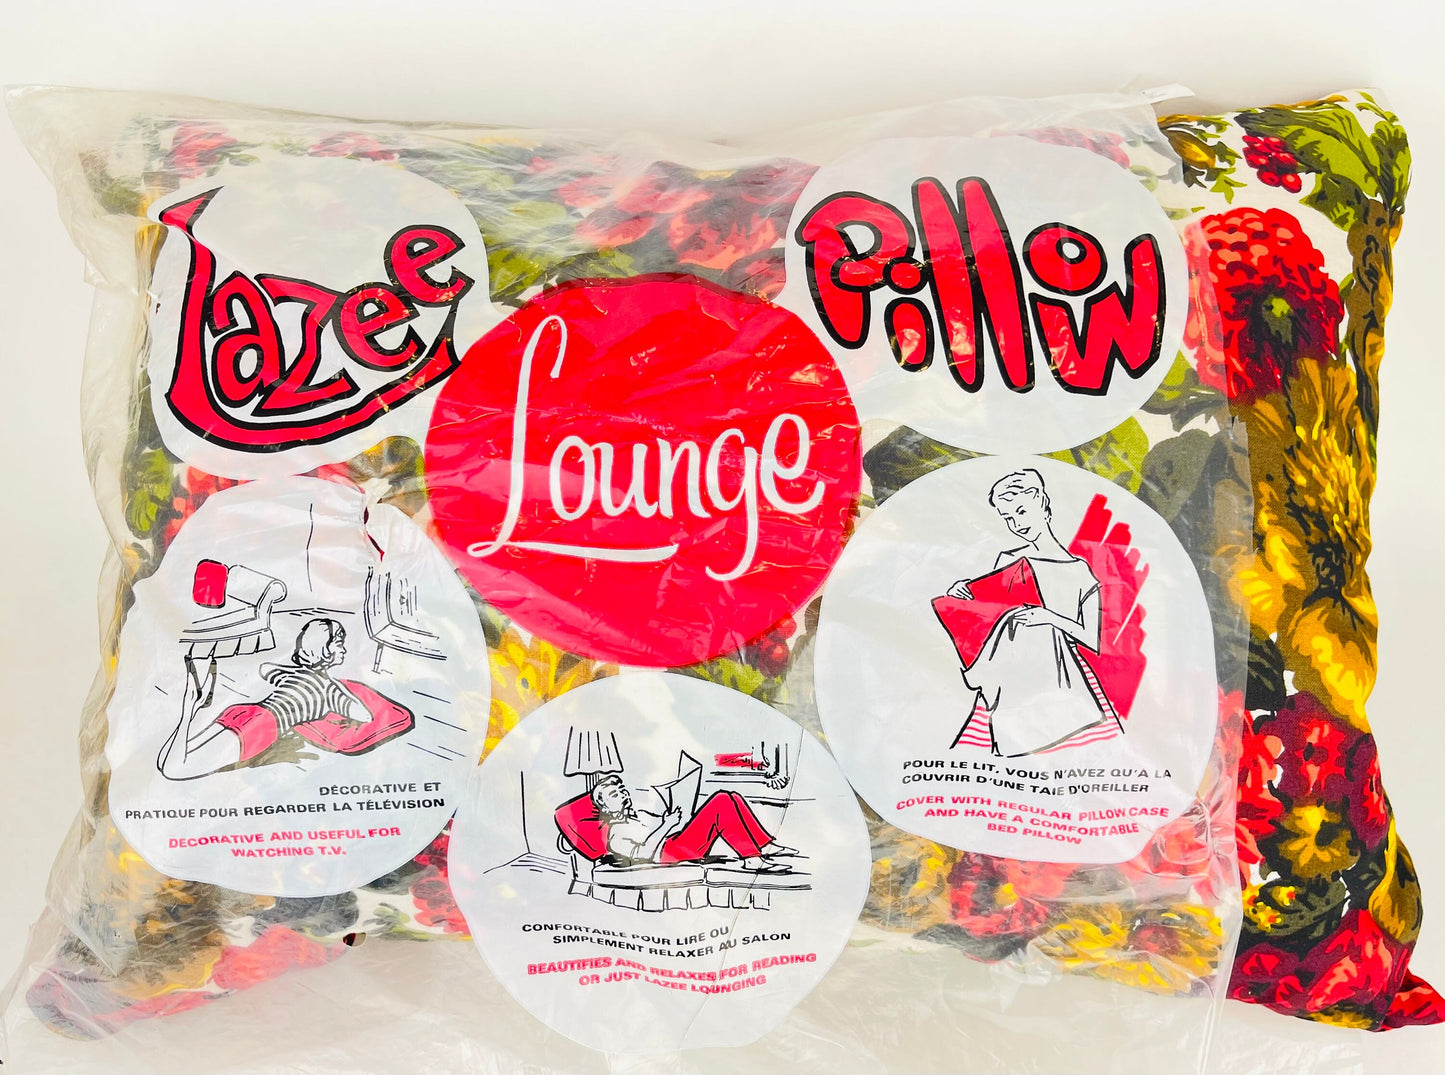 Lazee
Pillow
Lounge
DÉCORATIVE ET
PRATIQUE POUR REGARDER LA TÉLÉVISION
DECORATIVE AND USEFUL FOR
WATCHING T.V.
CONFORTABLE POUR LIRE OU
SIMPLEMENT RELAXER AU SALON
BEAUTIFIES AND RELAXES FOR READING
OR JUST LAZEE LOUNGING
POUR LE LIT, VOUS N'AVEZ QU'À LA
COUVRIR D'UNE TAIE D'OREILLER
COVER WITH REGULAR PILLOW CASE
AND HAVE A COMFORTABLE
BED PILLOW